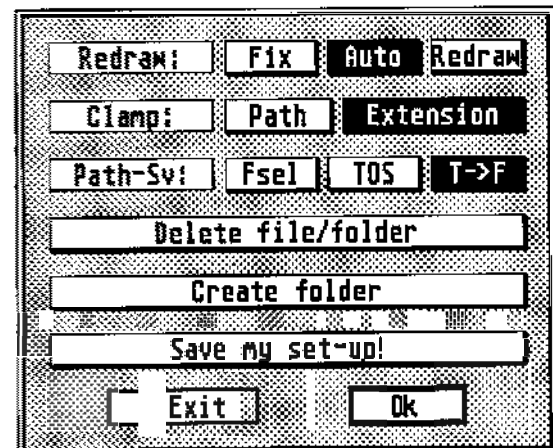 Redraw: Fix Auto Redraw
Clamp: Path Extension
Path-Sv: Fsel TOS T->F
Delete file/folder
Create folder
Save my set-up!
Exit Ok